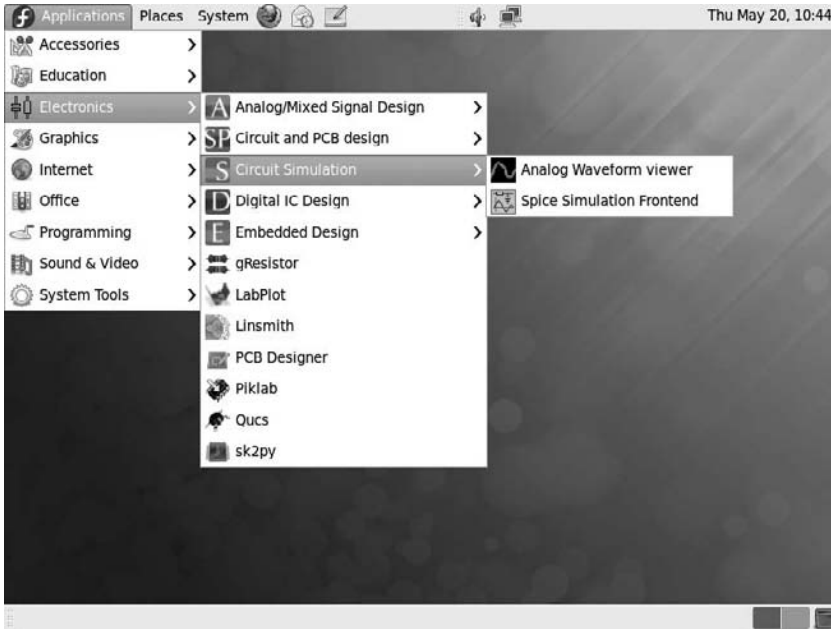 Applications Places System Thu May 20, 10:44
Accessories
Education
Electronics
Graphics
Internet
Office
Programming
Sound & Video
System Tools
Analog/Mixed Signal Design
Circuit and PCB design
Circuit Simulation
Digital IC Design
Embedded Design
gResistor
LabPlot
Linsmith
PCB Designer
Piklab
Qucs
sk2py
Analog Waveform viewer
Spice Simulation Frontend